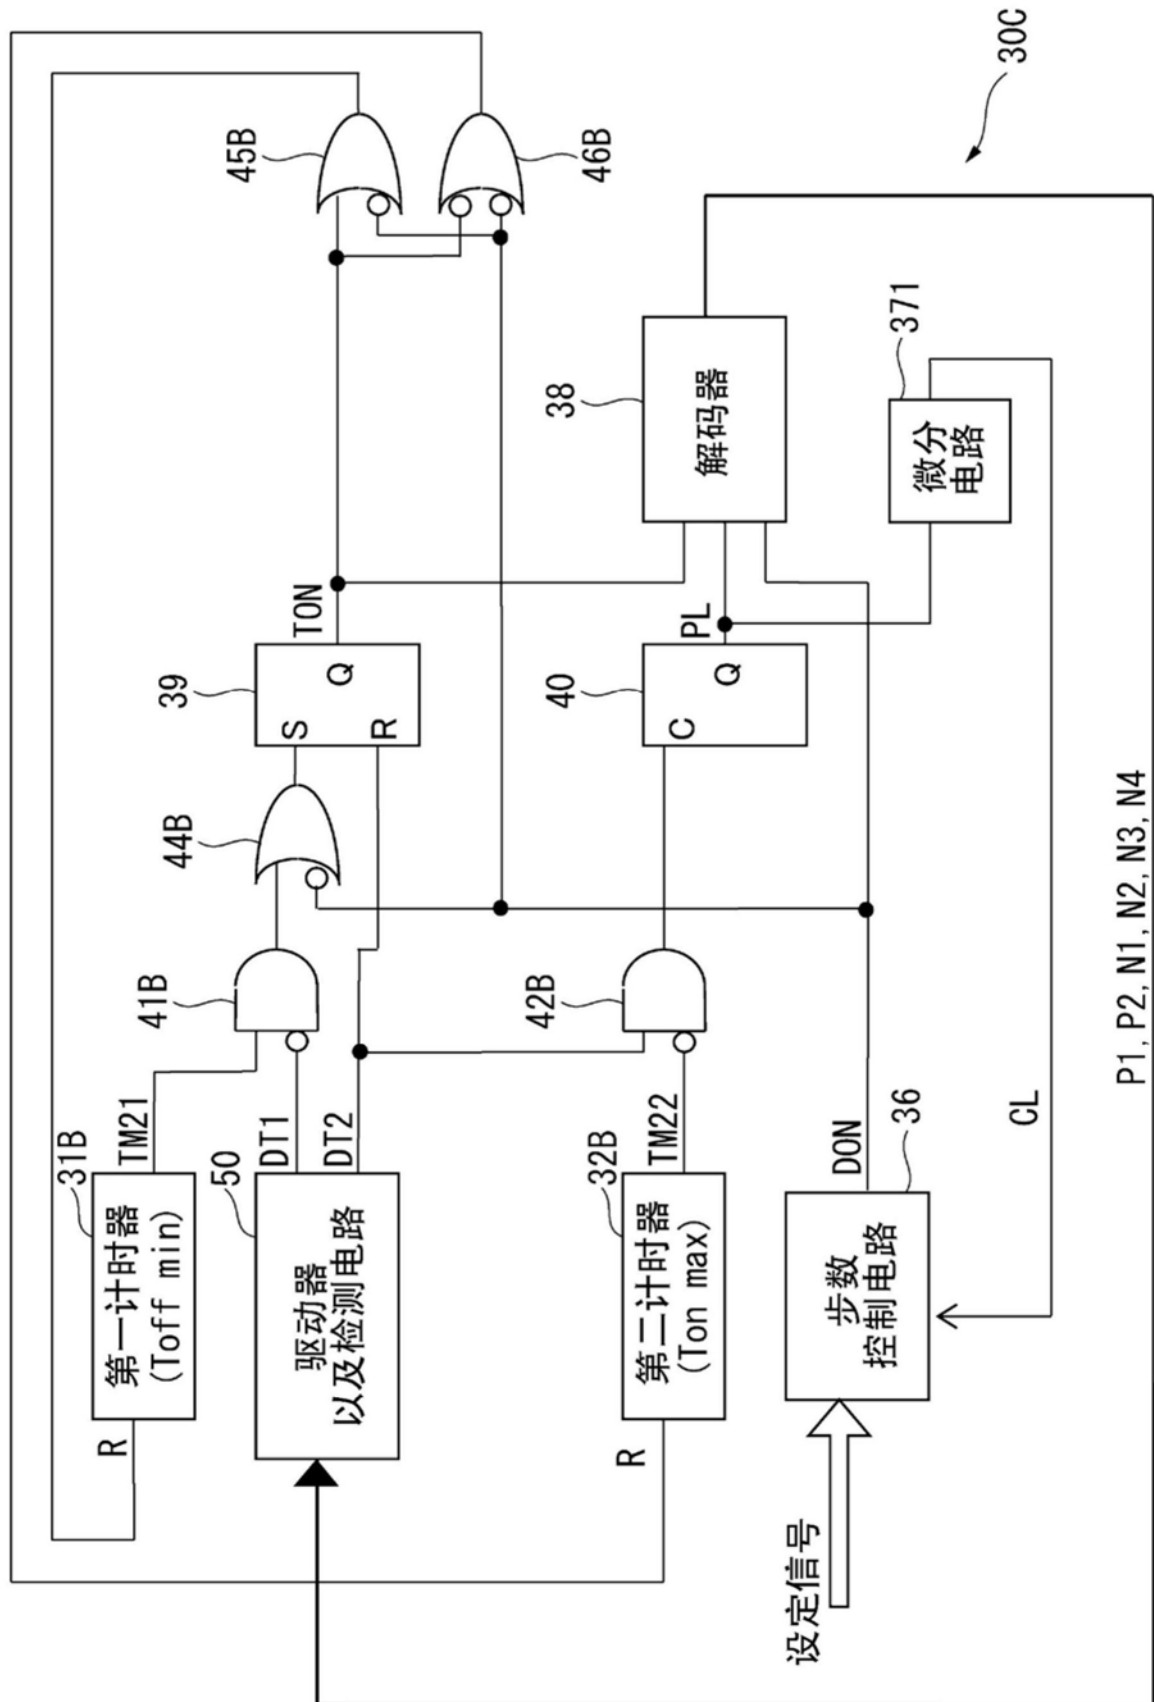 31B
第一计时器
(Toff min)
R
TM21
41B
44B
39
S
R
Q
TON
45B
46B
50
驱动器
以及检测电路
DT1
DT2
32B
第二计时器
(Ton max)
R
TM22
42B
40
C
Q
PL
38
解码器
371
微分
电路
设定信号
36
步数
控制电路
DON
CL
P1, P2, N1, N2, N3, N4
30C